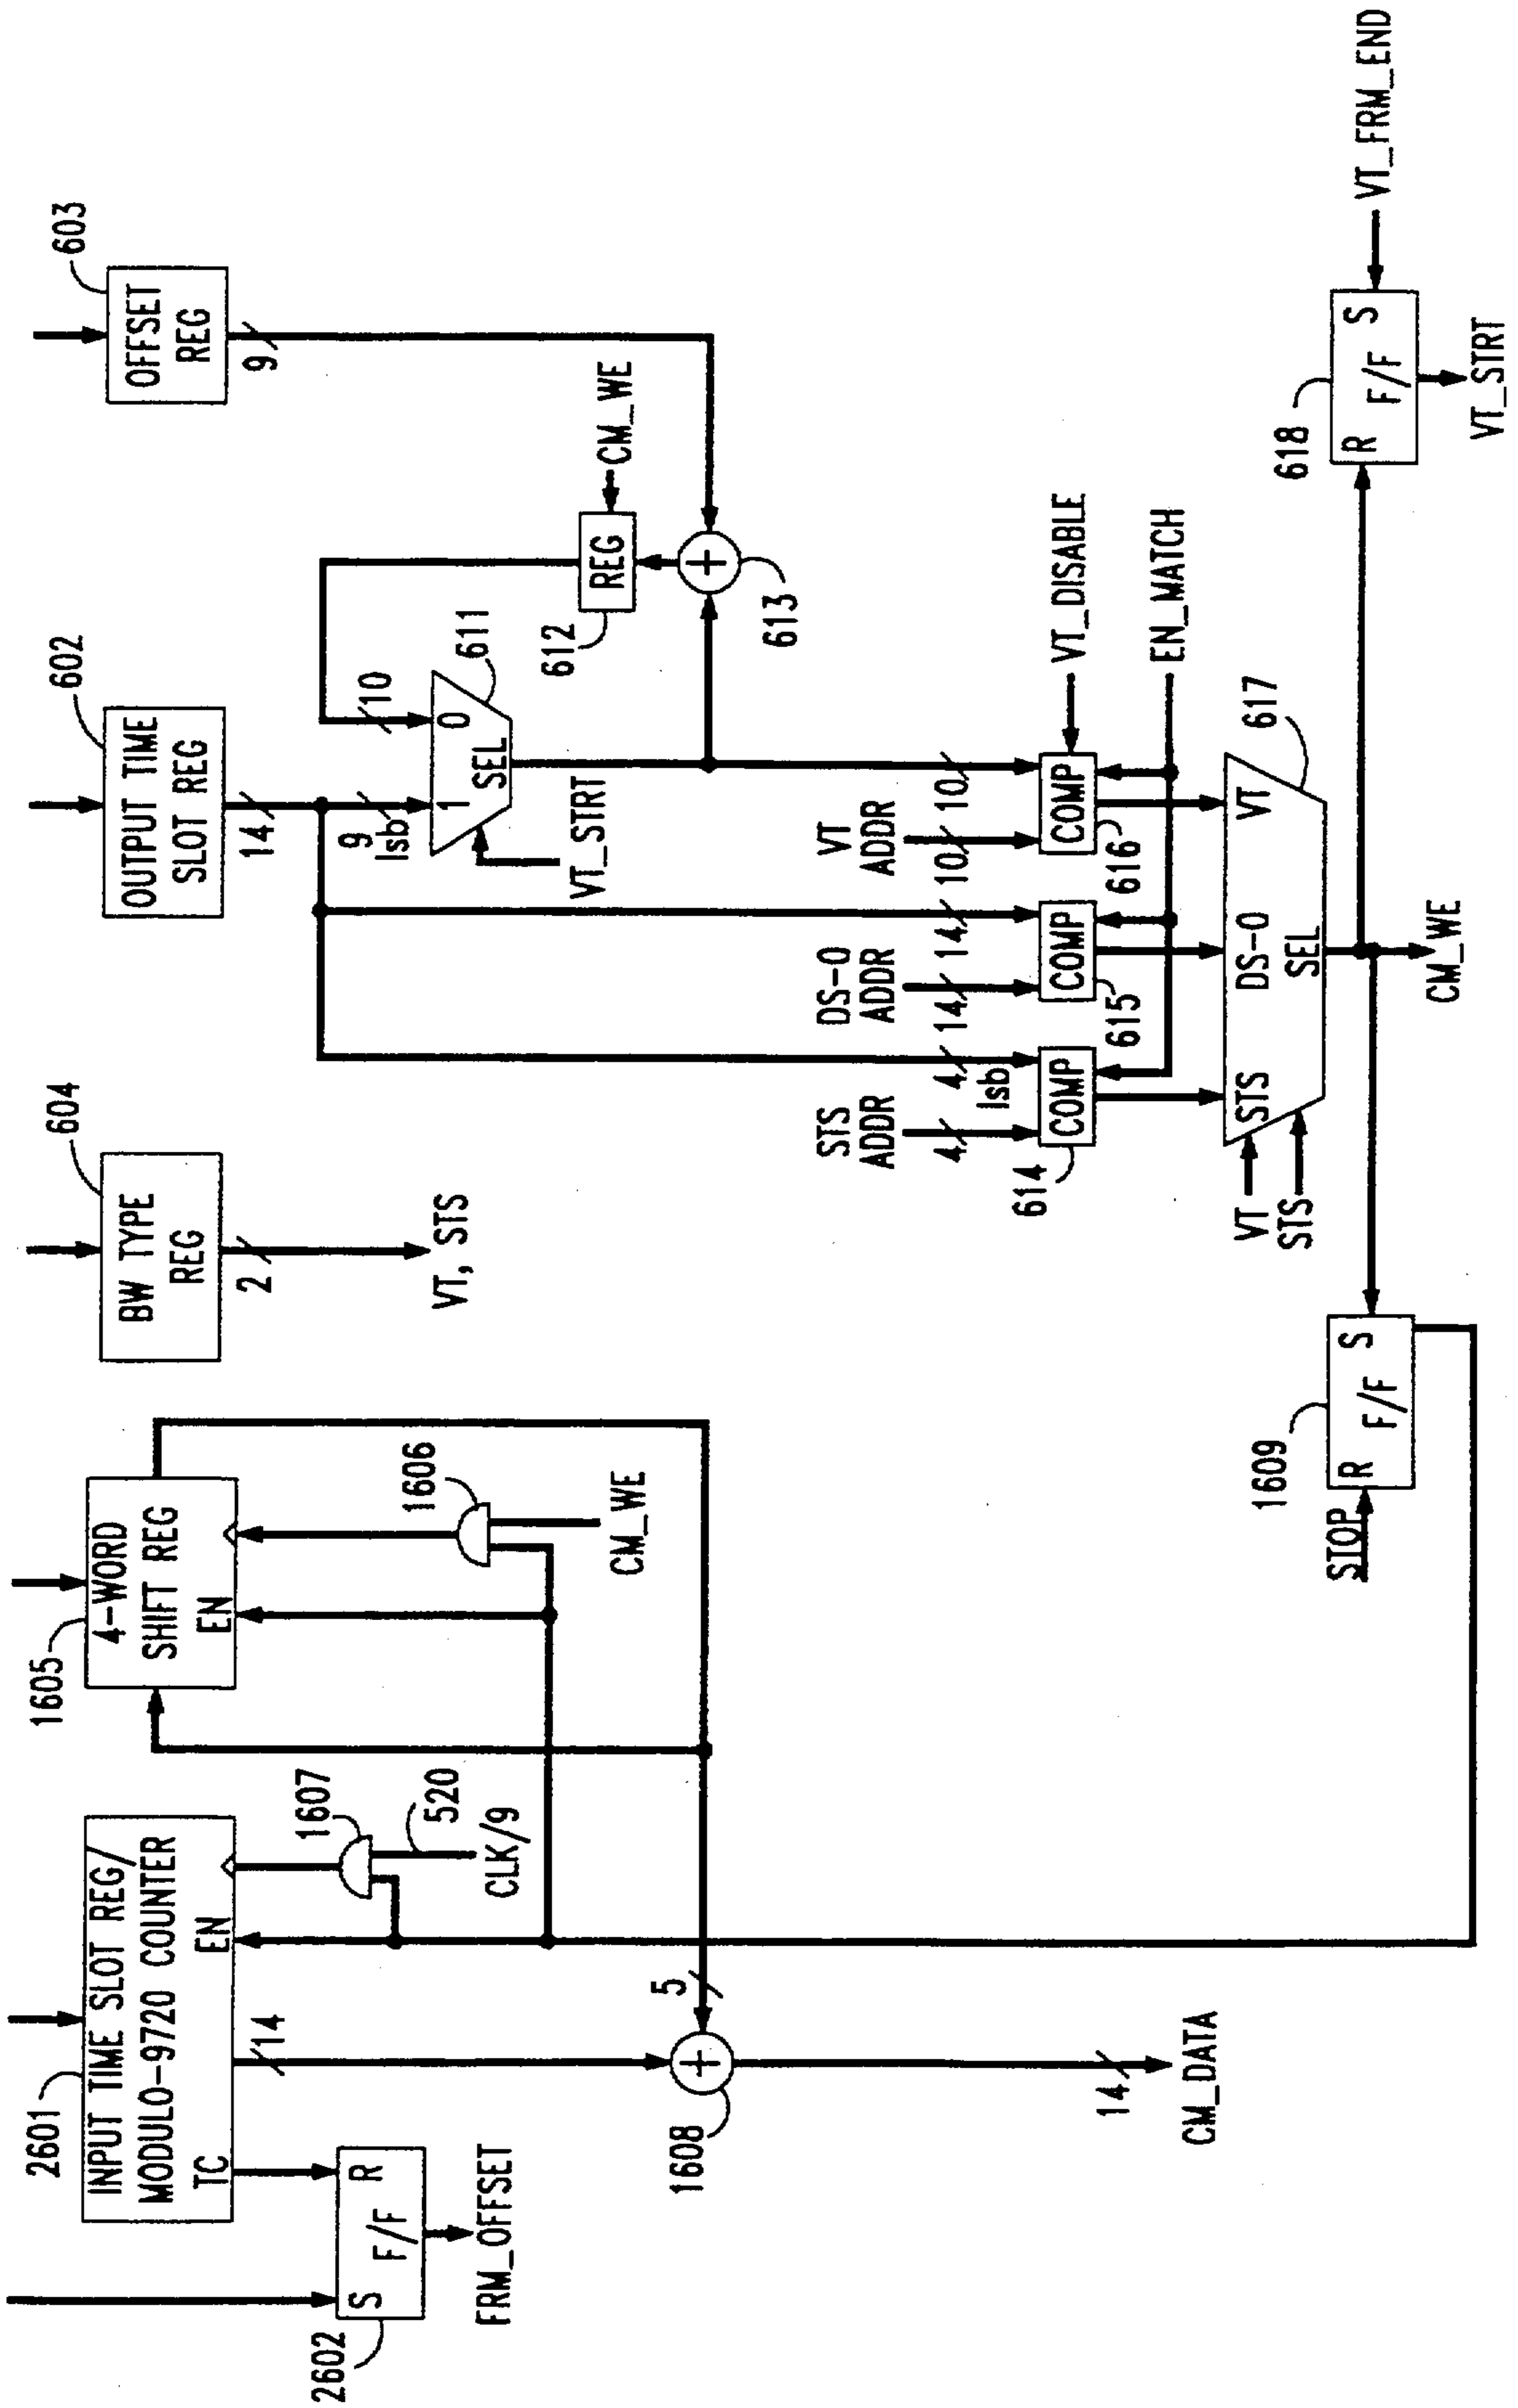 2601
INPUT TIME SLOT REG/
MODULO-9720 COUNTER
TC
EN
14
2602
S
R
F/F
FRM_OFFSET
1607
520
CLK/9
1605
4-WORD
SHIFT REG
EN
1606
CM_WE
5
1608
14
CM_DATA
604
BW TYPE
REG
2
VT, STS
602
OUTPUT TIME
SLOT REG
14
9
lsb
1
0
SEL
611
10
VT_STRT
603
OFFSET
REG
9
612
REG
CM_WE
613
STS
ADDR
4
4
lsb
COMP
614
DS-0
ADDR
14
14
COMP
615
VT
ADDR
10
10
COMP
616
VT_DISABLE
EN_MATCH
STS
DS-0
VT
SEL
617
VT
STS
CM_WE
1609
STOP
R
S
F/F
618
R
S
F/F
VT_FRM_END
VT_STRT